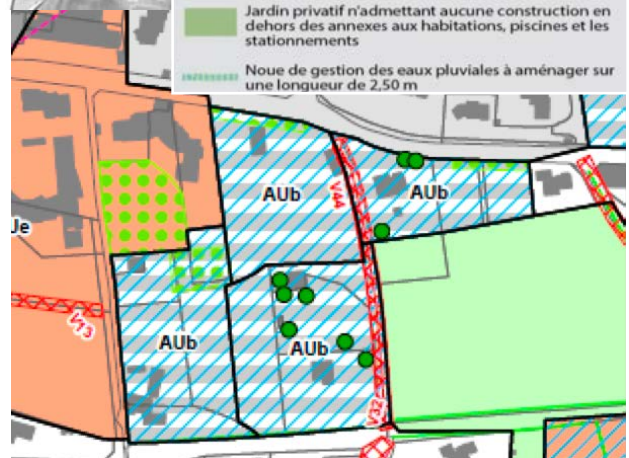 Jardin privatif n'admettant aucune construction en
dehors des annexes aux habitations, piscines et les
stationnements
Noue de gestion des eaux pluviales à aménager sur
une longueur de 2,50 m
AUb
V44
AUb
Je
V13
AUb
AUb
V32